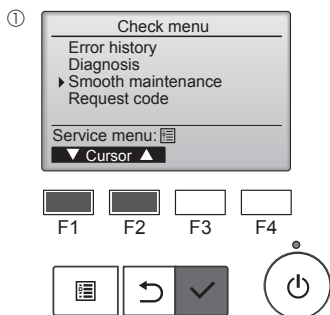 ①
Check menu
Error history
Diagnosis
Smooth maintenance
Request code
Service menu:
▼ Cursor ▲
F1 F2 F3 F4